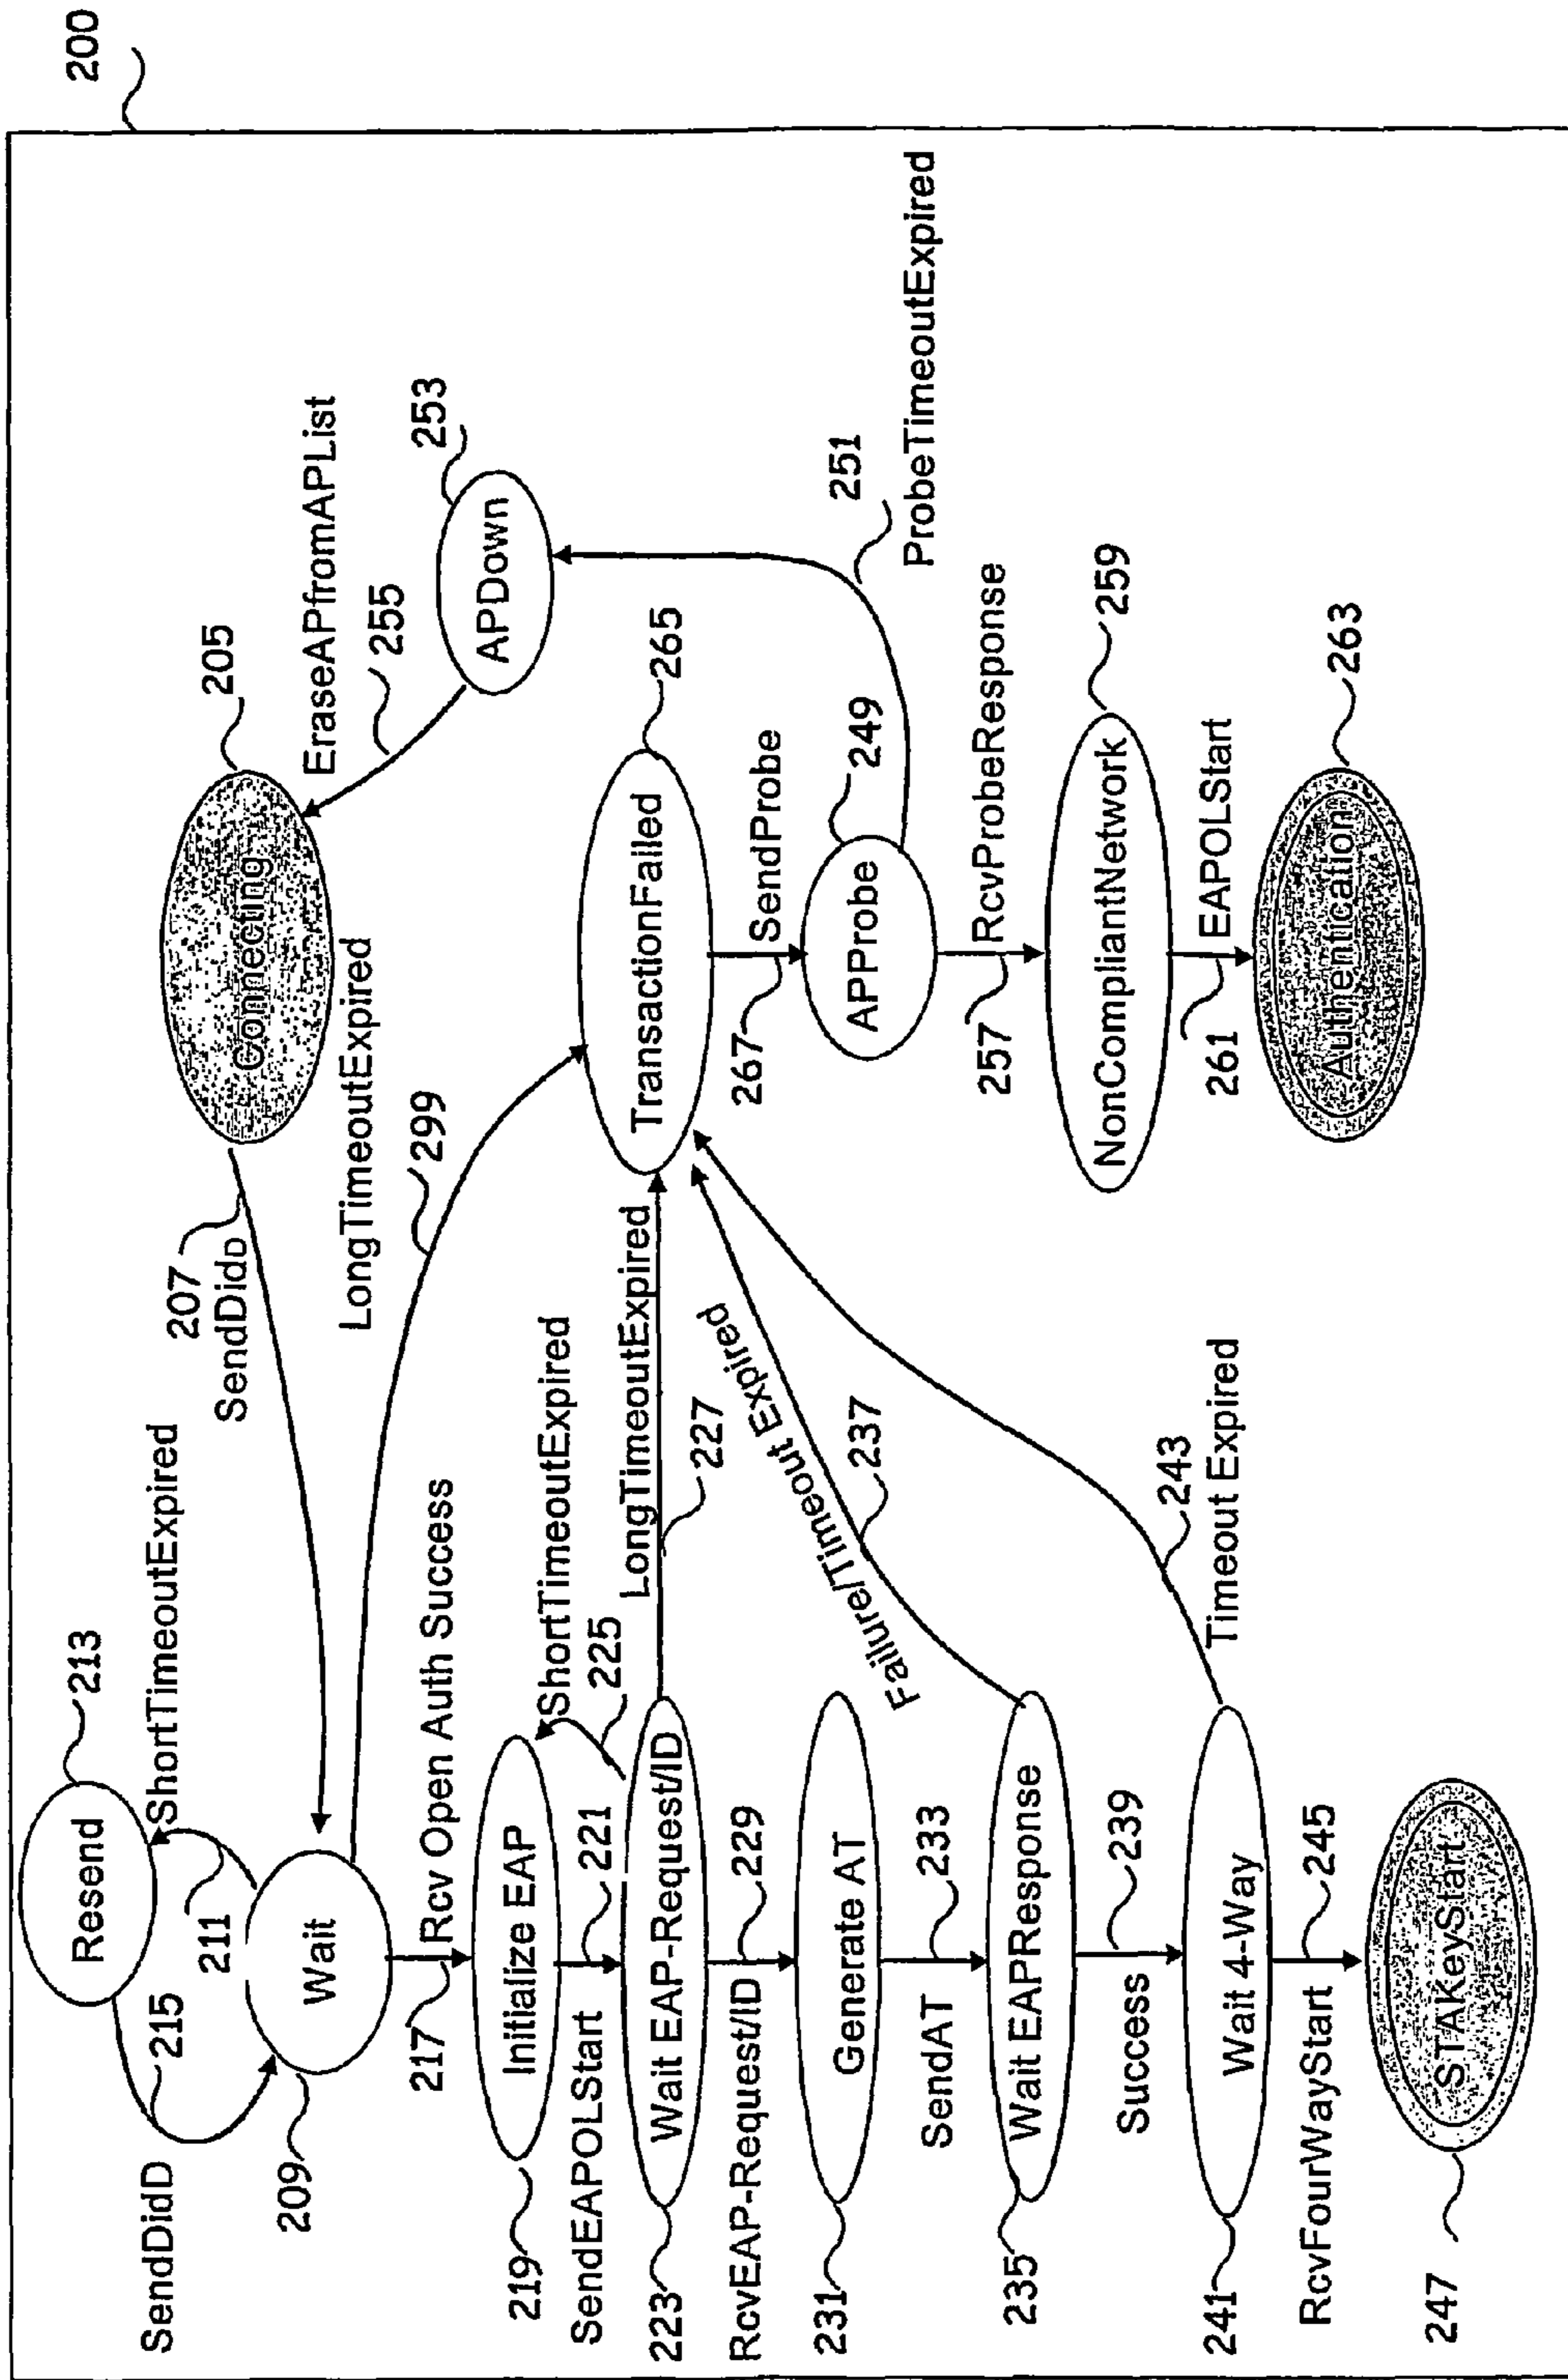 200
213
Resend
ShortTimeoutExpired
211
215
SendDidD
Wait
209
207
SendDidD
205
Connecting
EraseAPfromAPList
255
253
APDown
LongTimeoutExpired
299
217
Rcv Open Auth Success
219
Initialize EAP
ShortTimeoutExpired
225
SendEAPOLStart
221
223
Wait EAP-Request/ID
LongTimeoutExpired
227
TransactionFailed
265
267
SendProbe
RcvEAP-Request/ID
229
231
Generate AT
Failure/Timeout Expired
237
APProbe
249
251
ProbeTimeoutExpired
SendAT
233
235
Wait EAPResponse
257
RcvProbeResponse
Success
239
NonCompliantNetwork
259
241
Wait 4-Way
243
Timeout Expired
261
EAPOLStart
RcvFourWayStart
245
247
STAKeyStart
Authentication
263